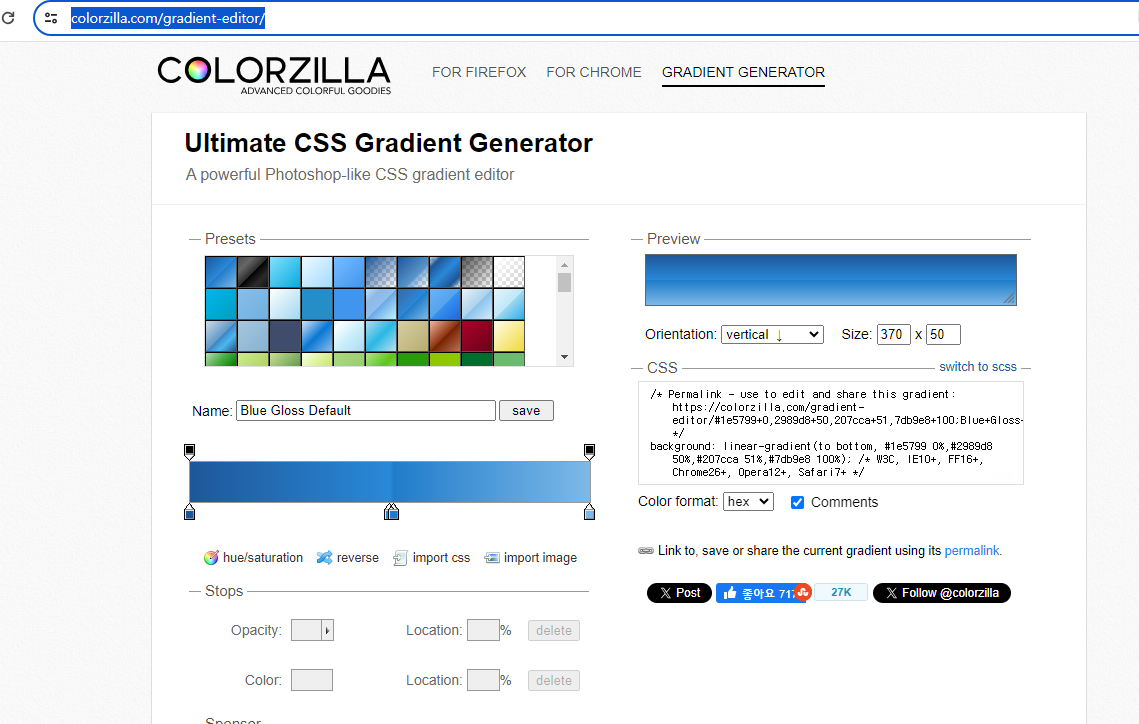 colorzilla.com/gradient-editor/
COLORZILLA
ADVANCED COLORFUL GOODIES
FOR FIREFOX FOR CHROME GRADIENT GENERATOR
Ultimate CSS Gradient Generator
A powerful Photoshop-like CSS gradient editor
Presets
Name: Blue Gloss Default save
hue/saturation reverse import css import image
Stops
Opacity: Location: % delete
Color: Location: % delete
Sponsor
Preview
Orientation: vertical ↓ Size: 370 x 50
CSS switch to scss
/* Permalink - use to edit and share this gradient:
https://colorzilla.com/gradient-
editor/#1e5799+0,2989d8+50,207cca+51,7db9e8+100;Blue+Gloss-
*/
background: linear-gradient(to bottom, #1e5799 0%,#2989d8
50%,#207cca 51%,#7db9e8 100%); /* W3C, IE10+, FF16+,
Chrome26+, Opera12+, Safari7+ */
Color format: hex Comments
Link to, save or share the current gradient using its permalink.
Post 좋아요 717 27K Follow @colorzilla